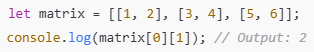 let matrix = [[1, 2], [3, 4], [5, 6]];
console.log(matrix[0][1]); // Output: 2